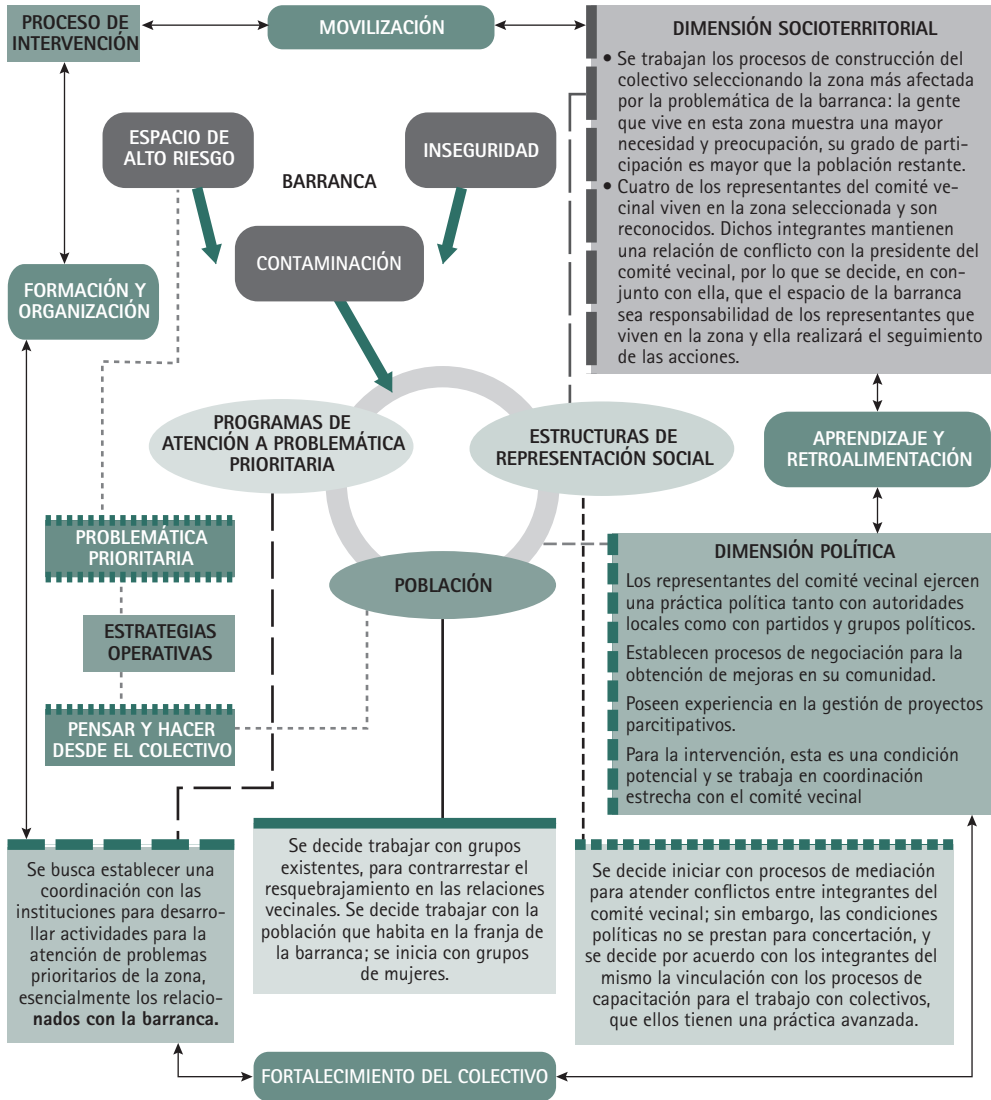 PROCESO DE
INTERVENCIÓN
MOVILIZACIÓN
DIMENSIÓN SOCIOTERRITORIAL
• Se trabajan los procesos de construcción del
colectivo seleccionando la zona más afectada
por la problemática de la barranca: la gente
que vive en esta zona muestra una mayor
necesidad y preocupación, su grado de parti-
cipación es mayor que la población restante.
• Cuatro de los representantes del comité ve-
cinal viven en la zona seleccionada y son
reconocidos. Dichos integrantes mantienen
una relación de conflicto con la presidente del
comité vecinal, por lo que se decide, en con-
junto con ella, que el espacio de la barranca
sea responsabilidad de los representantes que
viven en la zona y ella realizará el seguimiento
de las acciones.
ESPACIO DE
ALTO RIESGO
INSEGURIDAD
BARRANCA
CONTAMINACIÓN
FORMACIÓN Y
ORGANIZACIÓN
PROGRAMAS DE
ATENCIÓN A PROBLEMÁTICA
PRIORITARIA
ESTRUCTURAS DE
REPRESENTACIÓN SOCIAL
APRENDIZAJE Y
RETROALIMENTACIÓN
PROBLEMÁTICA
PRIORITARIA
POBLACIÓN
ESTRATEGIAS
OPERATIVAS
PENSAR Y HACER
DESDE EL COLECTIVO
DIMENSIÓN POLÍTICA
Los representantes del comité vecinal ejercen
una práctica política tanto con autoridades
locales como con partidos y grupos políticos.
Establecen procesos de negociación para la
obtención de mejoras en su comunidad.
Poseen experiencia en la gestión de proyectos
parcitipativos.
Para la intervención, esta es una condición
potencial y se trabaja en coordinación
estrecha con el comité vecinal
Se busca establecer una
coordinación con las
instituciones para desarro-
llar actividades para la
atención de problemas
prioritarios de la zona,
esencialmente los relacio-
nados con la barranca.
Se decide trabajar con grupos
existentes, para contrarrestar el
resquebrajamiento en las relaciones
vecinales. Se decide trabajar con la
población que habita en la franja de
la barranca; se inicia con grupos
de mujeres.
Se decide iniciar con procesos de mediación
para atender conflictos entre integrantes del
comité vecinal; sin embargo, las condiciones
políticas no se prestan para concertación, y
se decide por acuerdo con los integrantes del
mismo la vinculación con los procesos de
capacitación para el trabajo con colectivos,
que ellos tienen una práctica avanzada.
FORTALECIMIENTO DEL COLECTIVO